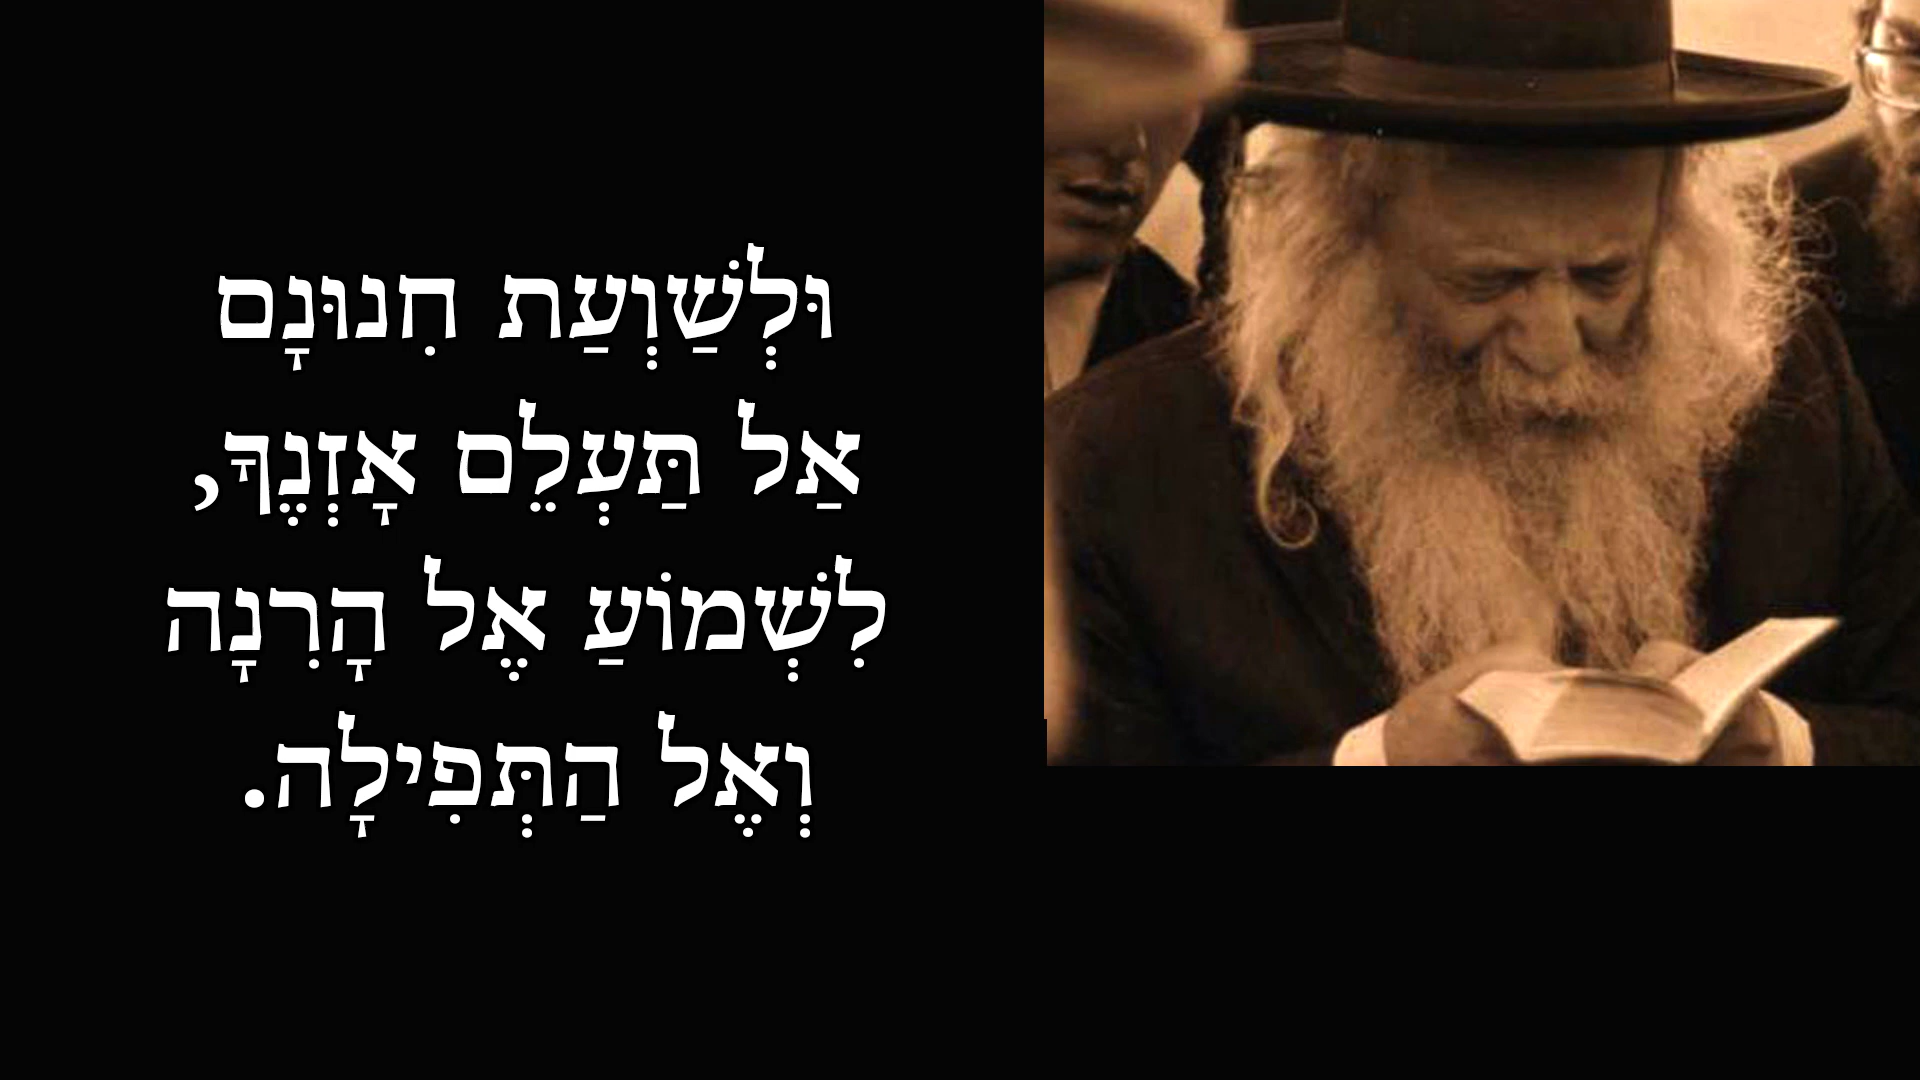 וּלְשַׁוְעַת חִנוּנָם
אַל תַּעְלֵם אָזְנֶךָּ,
לִשְׁמוֹעַ אֶל הָרִנָה
וְאֶל הַתְּפִילָה.